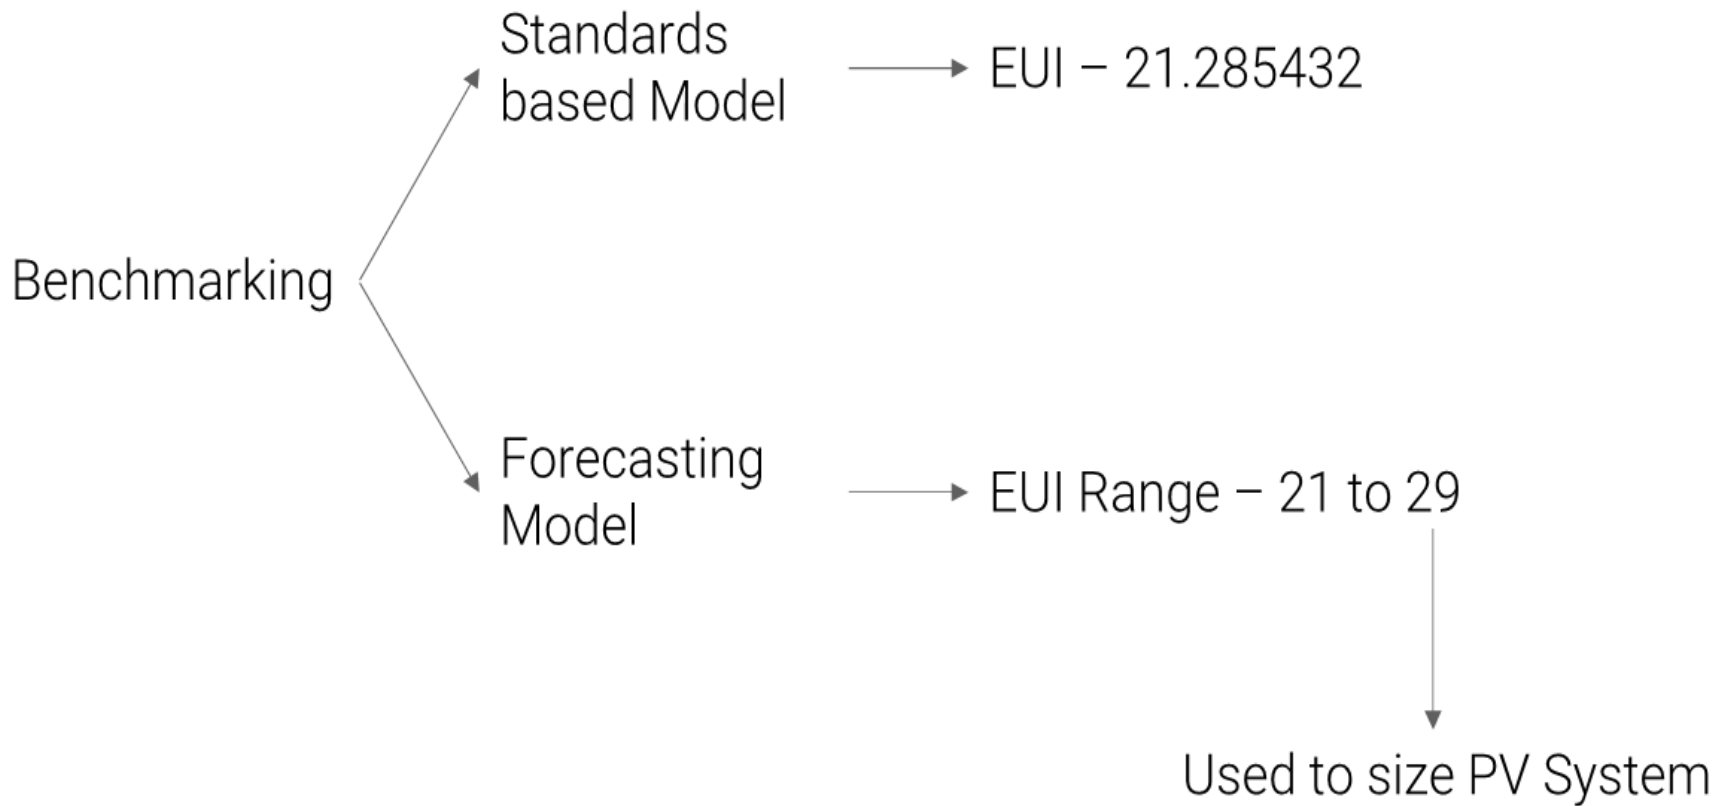 Standards
based Model
EUI – 21.285432
Benchmarking
Forecasting
Model
EUI Range – 21 to 29
Used to size PV System